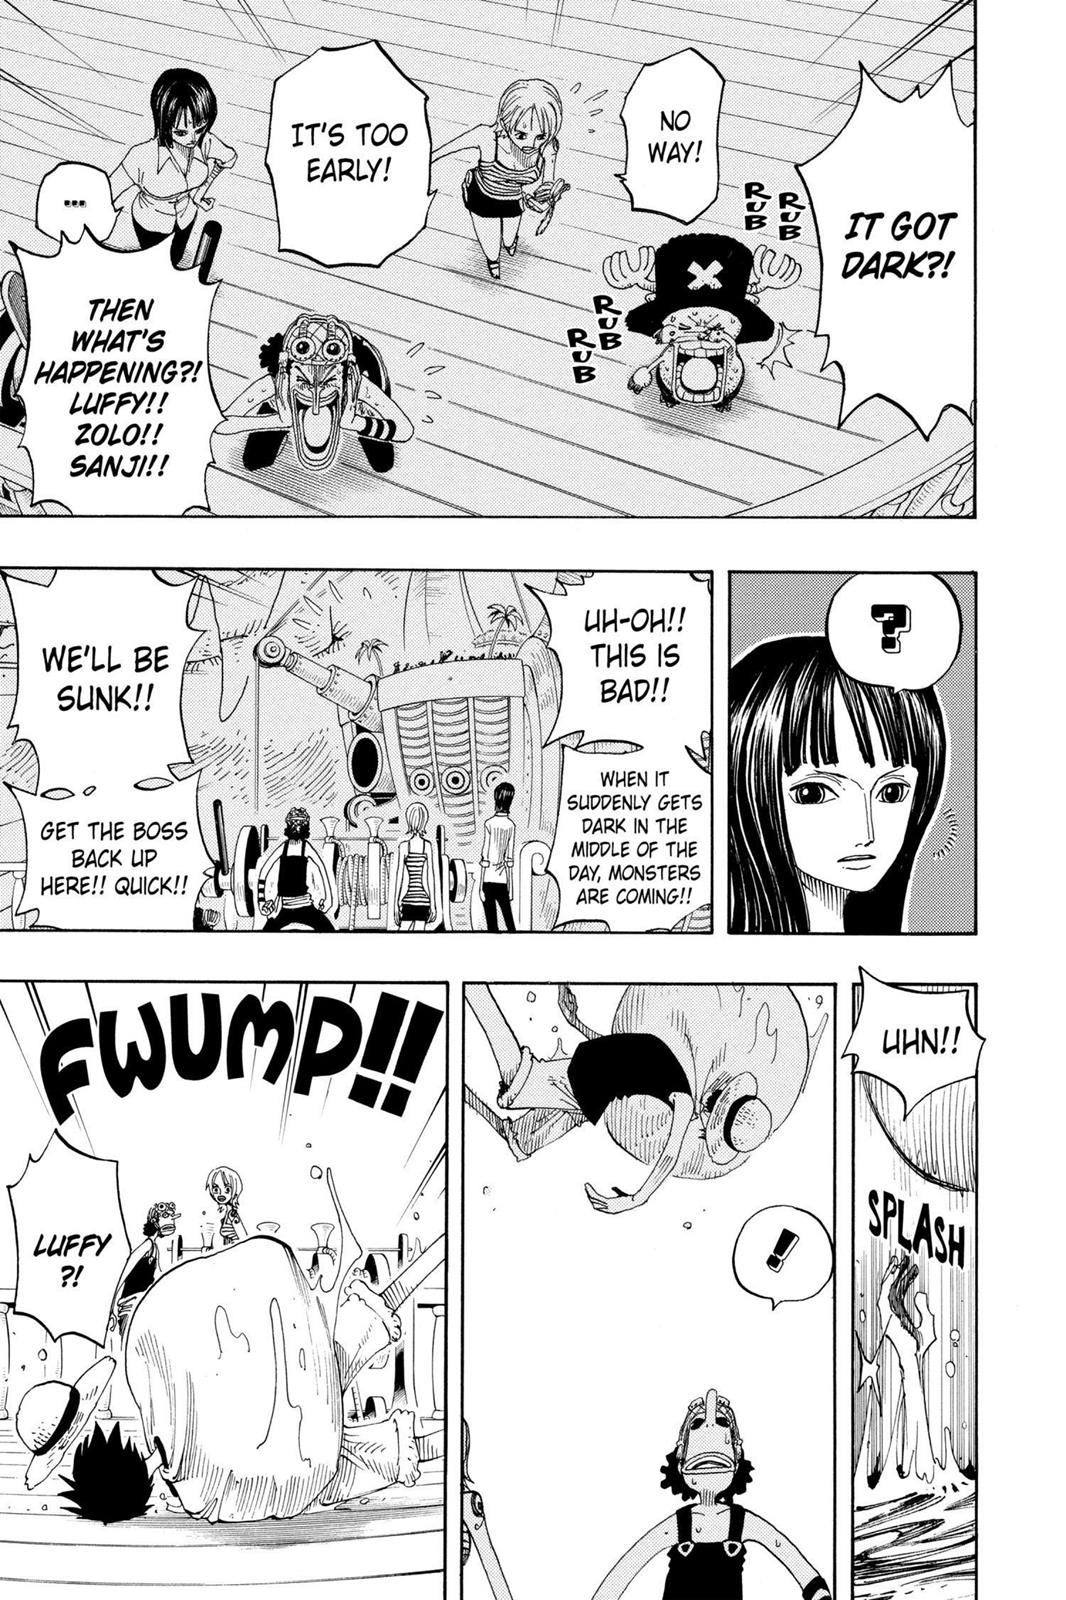 IT GOT
DARK?!
NO
WAY!
RUB
RUB
RUB
RUB
IT'S TOO
EARLY!
...
THEN
WHAT'S
HAPPENING?!
LUFFY!!
ZOLO!!
SANJI!!
?
UH-OH!!
THIS IS
BAD!!
WHEN IT
SUDDENLY GETS
DARK IN THE
MIDDLE OF THE
DAY, MONSTERS
ARE COMING!!
WE'LL BE
SUNK!!
GET THE BOSS
BACK UP
HERE!! QUICK!!
UHN!!
SPLASH
!
FWUMP!!
LUFFY
?!